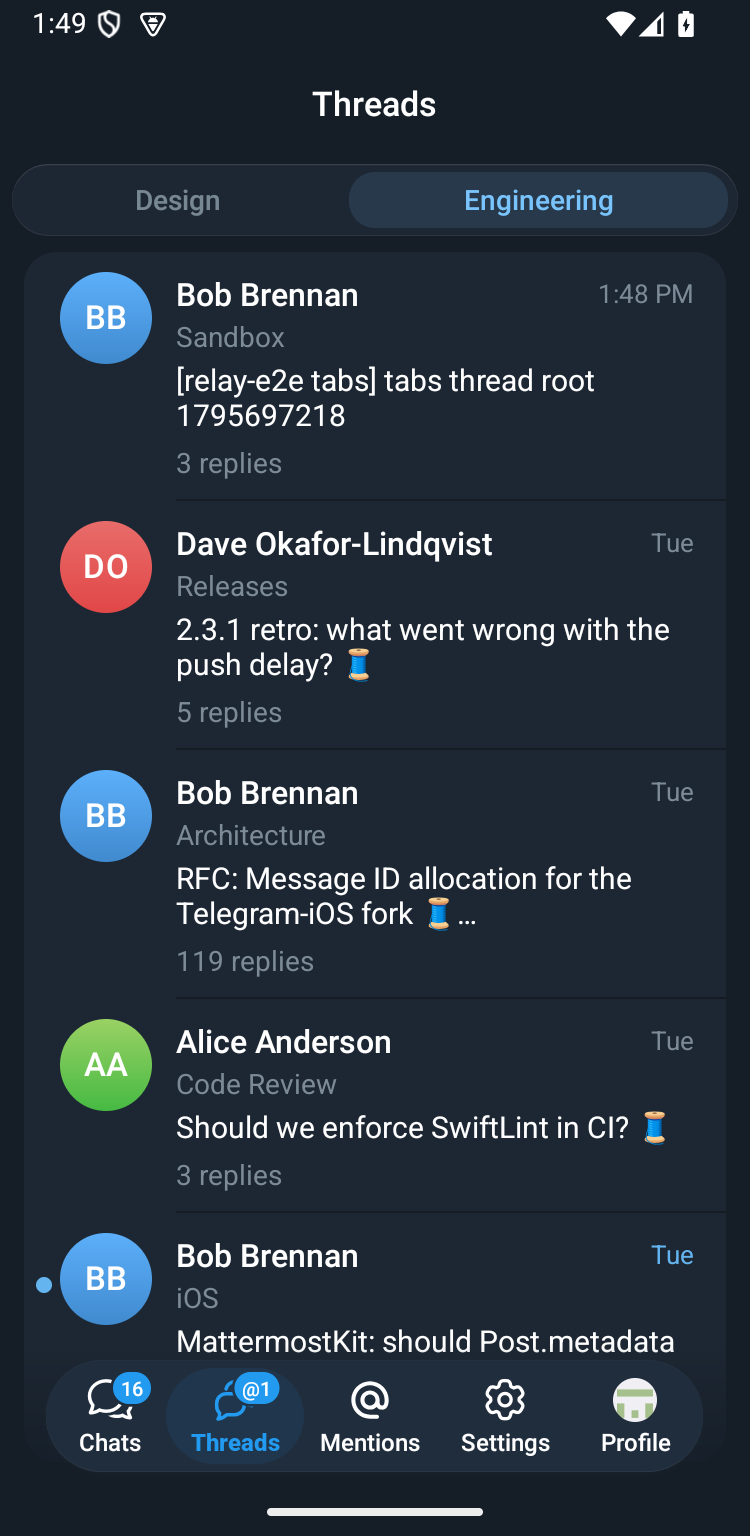 1:49
Threads
Design
Engineering
BB
Bob Brennan
1:48 PM
Sandbox
[relay-e2e tabs] tabs thread root
1795697218
3 replies
DO
Dave Okafor-Lindqvist
Tue
Releases
2.3.1 retro: what went wrong with the
push delay? 🧵
5 replies
BB
Bob Brennan
Tue
Architecture
RFC: Message ID allocation for the
Telegram-iOS fork 🧵…
119 replies
AA
Alice Anderson
Tue
Code Review
Should we enforce SwiftLint in CI? 🧵
3 replies
BB
Bob Brennan
Tue
iOS
MattermostKit: should Post.metadata
16
@1
Chats
Threads
Mentions
Settings
Profile